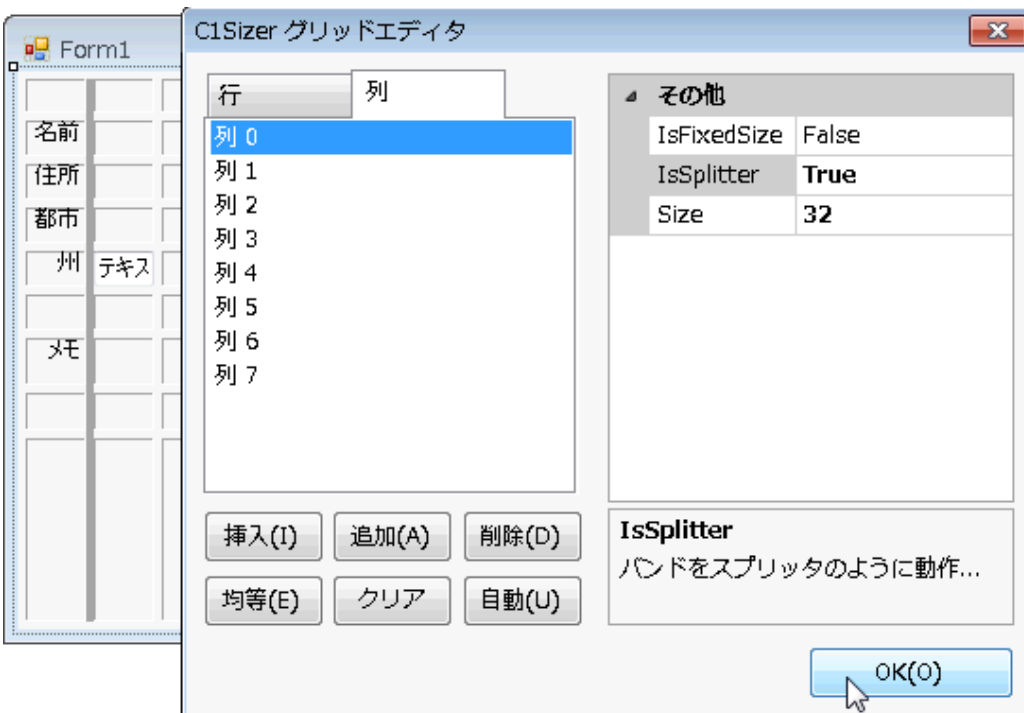 Form1
名前
住所
都市
州 テキス
メモ
C1Sizer グリッドエディタ
行 列
列 0
列 1
列 2
列 3
列 4
列 5
列 6
列 7
挿入(I) 追加(A) 削除(D)
均等(E) クリア 自動(U)
その他
IsFixedSize False
IsSplitter True
Size 32
IsSplitter
バンドをスプリッタのように動作...
OK(O)